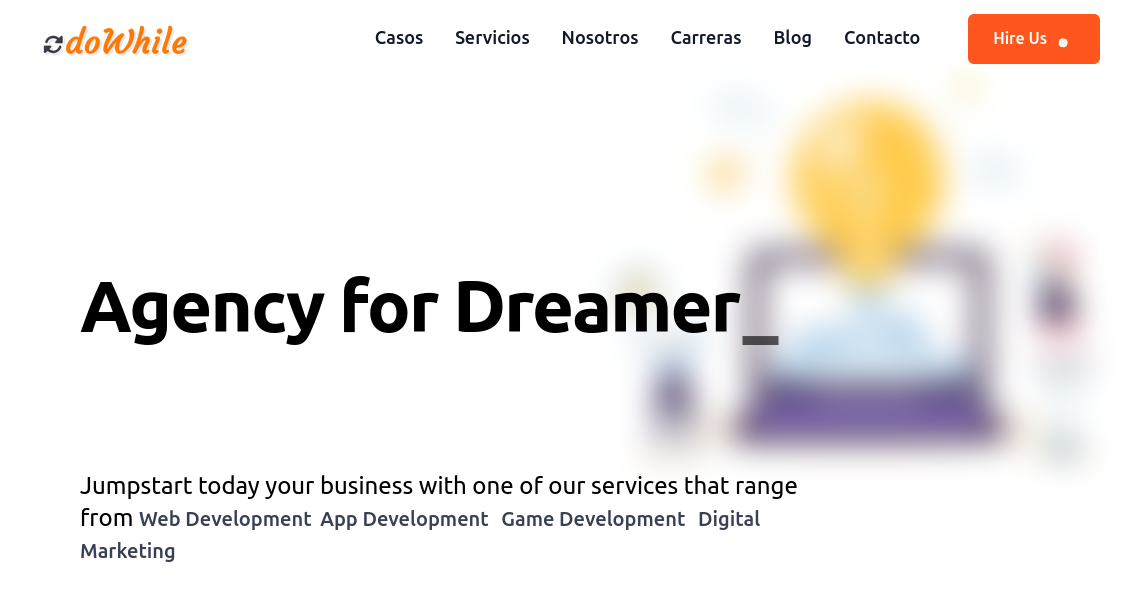 doWhile
Casos Servicios Nosotros Carreras Blog Contacto Hire Us
Agency for Dreamer_
Jumpstart today your business with one of our services that range
from Web Development App Development Game Development Digital
Marketing